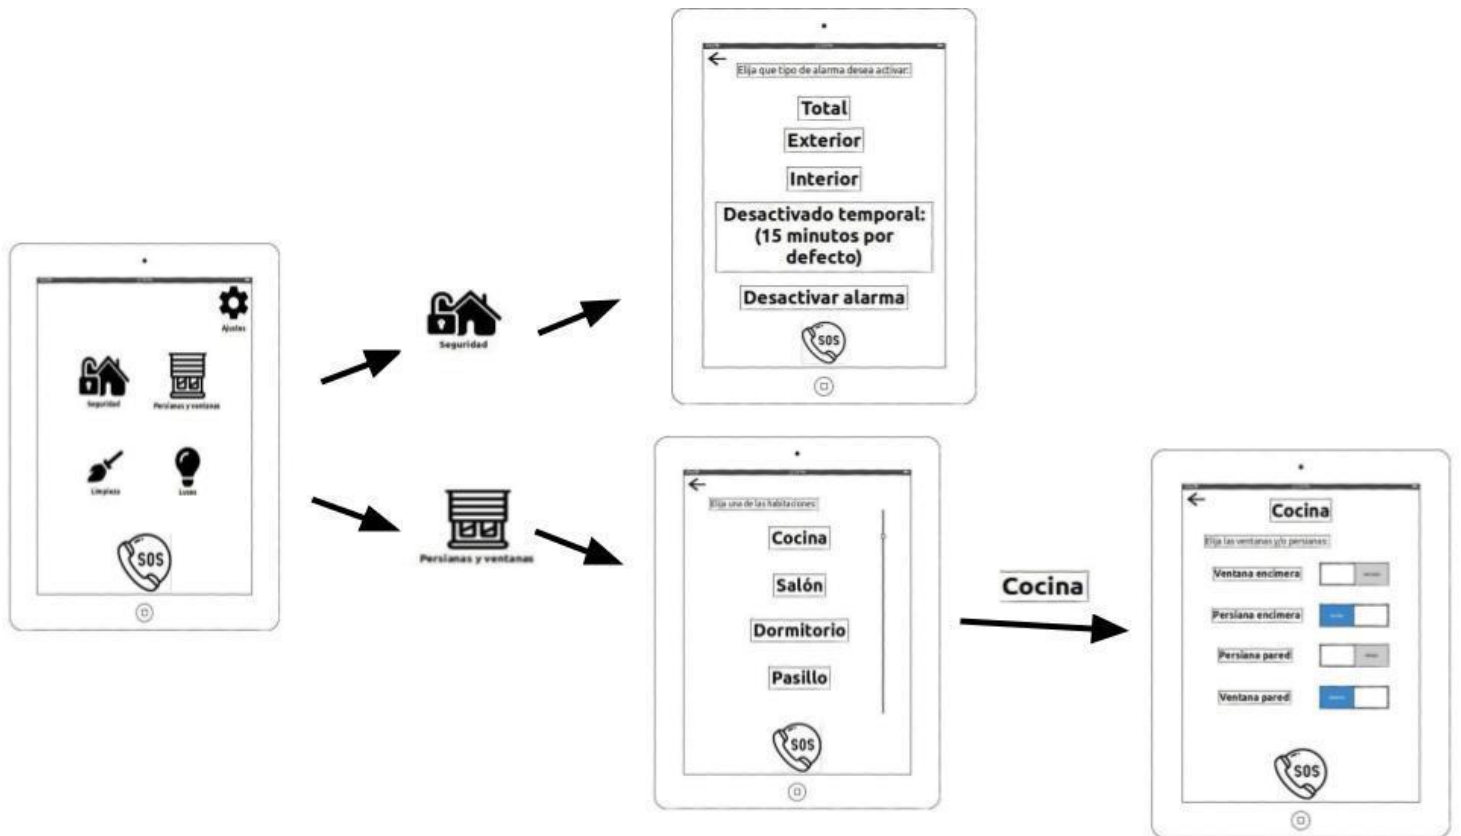 Ajustes
Seguridad
Persianas y ventanas
Limpieza
Luces
SOS
Seguridad
Elija que tipo de alarma desea activar:
Total
Exterior
Interior
Desactivado temporal:
(15 minutos por
defecto)
Desactivar alarma
SOS
Persianas y ventanas
Elija una de las habitaciones:
Cocina
Salón
Dormitorio
Pasillo
SOS
Cocina
Cocina
Elija las ventanas y/o persianas:
Ventana encimera
Persiana encimera
Persiana pared
Ventana pared
SOS